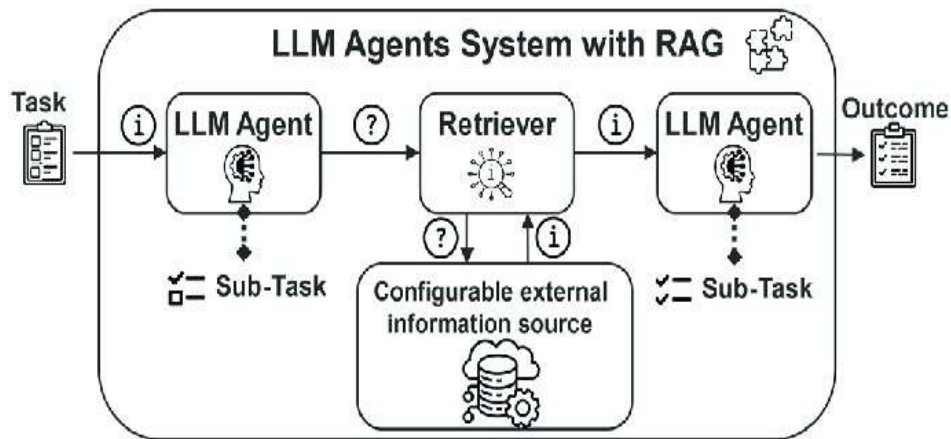 LLM Agents System with RAG
Task
Outcome
i
LLM Agent
?
Retriever
i
LLM Agent
i
?
i
Sub-Task
Sub-Task
Configurable external
information source